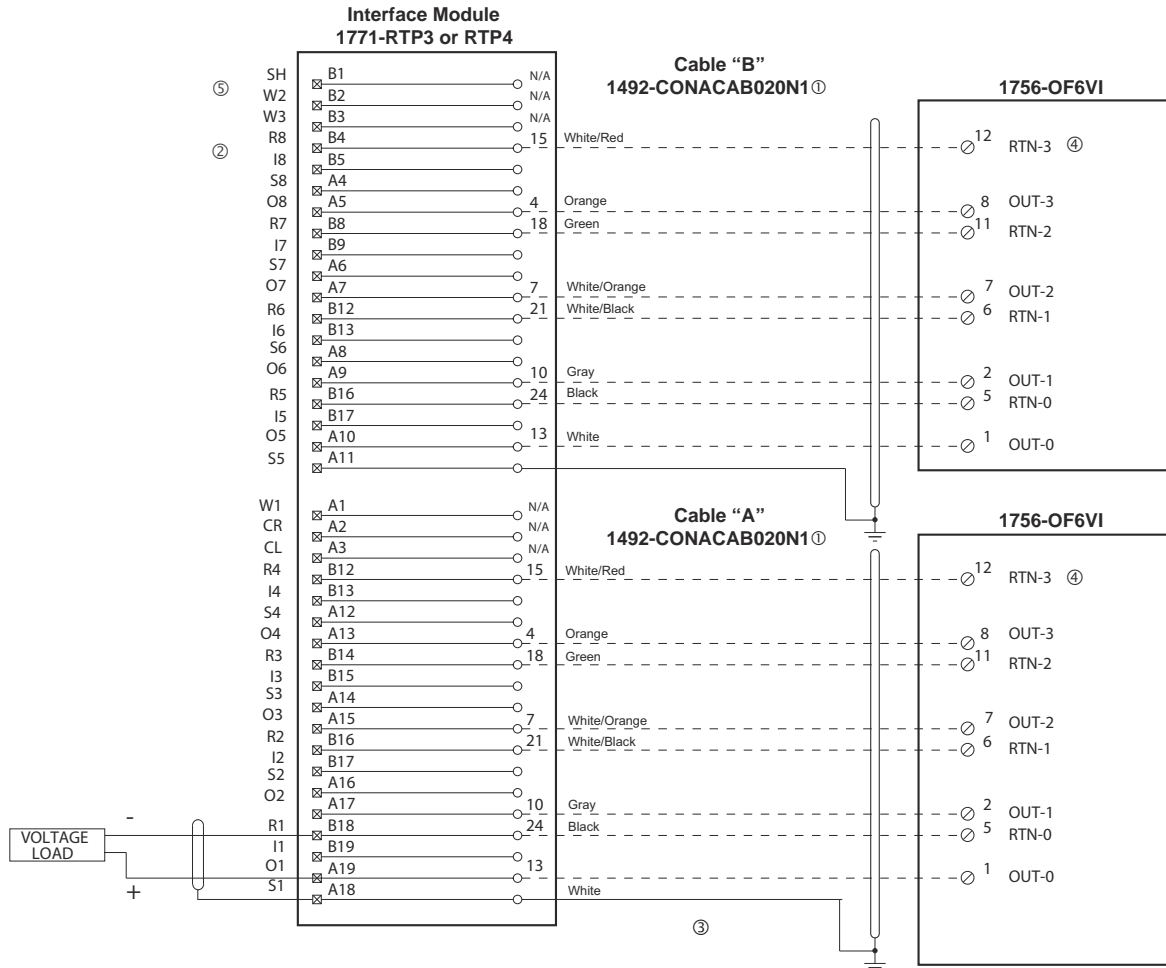 Interface Module
1771-RTP3 or RTP4
Cable “B”
1492-CONACAB020N1①
1756-OF6VI
⑤
②
SH B1 N/A
W2 B2 N/A
W3 B3 N/A
R8 B4 15 White/Red 12 RTN-3 ④
I8 B5
S8 A4
O8 A5 4 Orange 8 OUT-3
R7 B8 18 Green 11 RTN-2
I7 B9
S7 A6
O7 A7 7 White/Orange 7 OUT-2
R6 B12 21 White/Black 6 RTN-1
I6 B13
S6 A8
O6 A9 10 Gray 2 OUT-1
R5 B16 24 Black 5 RTN-0
I5 B17
O5 A10 13 White 1 OUT-0
S5 A11
Cable “A”
1492-CONACAB020N1①
1756-OF6VI
W1 A1 N/A
CR A2 N/A
CL A3 N/A
R4 B12 15 White/Red 12 RTN-3 ④
I4 B13
S4 A12
O4 A13 4 Orange 8 OUT-3
R3 B14 18 Green 11 RTN-2
I3 B15
S3 A14
O3 A15 7 White/Orange 7 OUT-2
R2 B16 21 White/Black 6 RTN-1
I2 B17
S2 A16
O2 A17 10 Gray 2 OUT-1
R1 B18 24 Black 5 RTN-0
I1 B19
O1 A19 13 1 OUT-0
S1 A18 White
-
VOLTAGE
LOAD
+
③